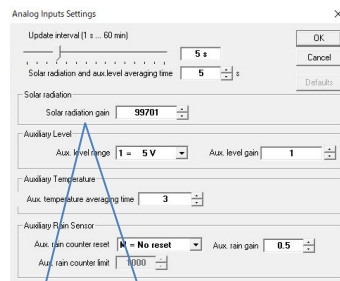 Analog Inputs Settings
Update interval (1 s ... 60 min)
5 s
OK
Cancel
Solar radiation and aux.level averaging time 5 s
Defaults
Solar radiation
Solar radiation gain 99701
Auxiliary Level
Aux. level range 1 = 5 V Aux. level gain 1
Auxiliary Temperature
Aux. temperature averaging time 3
Auxiliary Rain Sensor
Aux. rain counter reset N = No reset Aux. rain gain 0.5
Aux. rain counter limit 1000